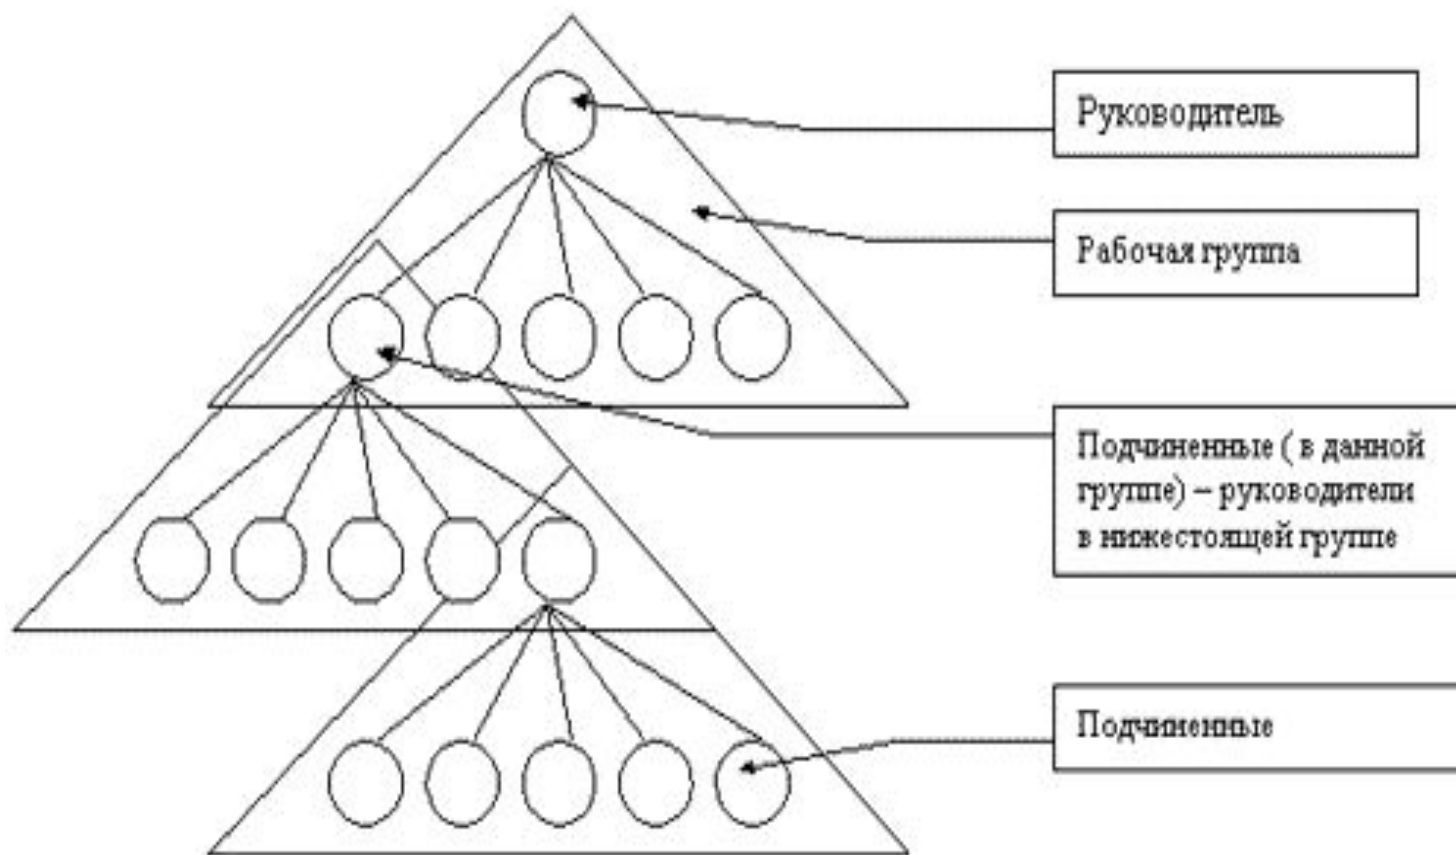 Руководитель
Рабочая группа
Подчиненные ( в данной
группе) – руководители
в нижестоящей группе
Подчиненные